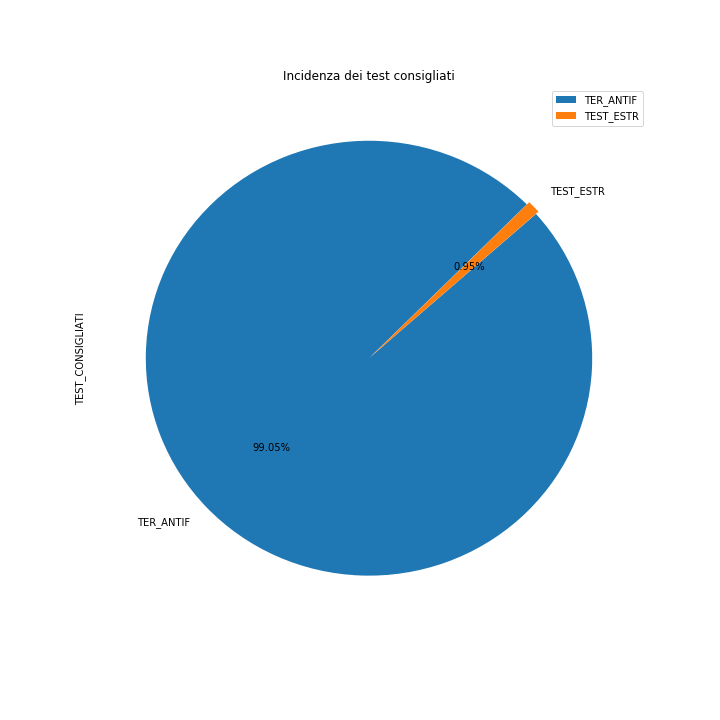 Incidenza dei test consigliati
TER_ANTIF
TEST_ESTR
TEST_ESTR
0.95%
TEST_CONSIGLIATI
99.05%
TER_ANTIF